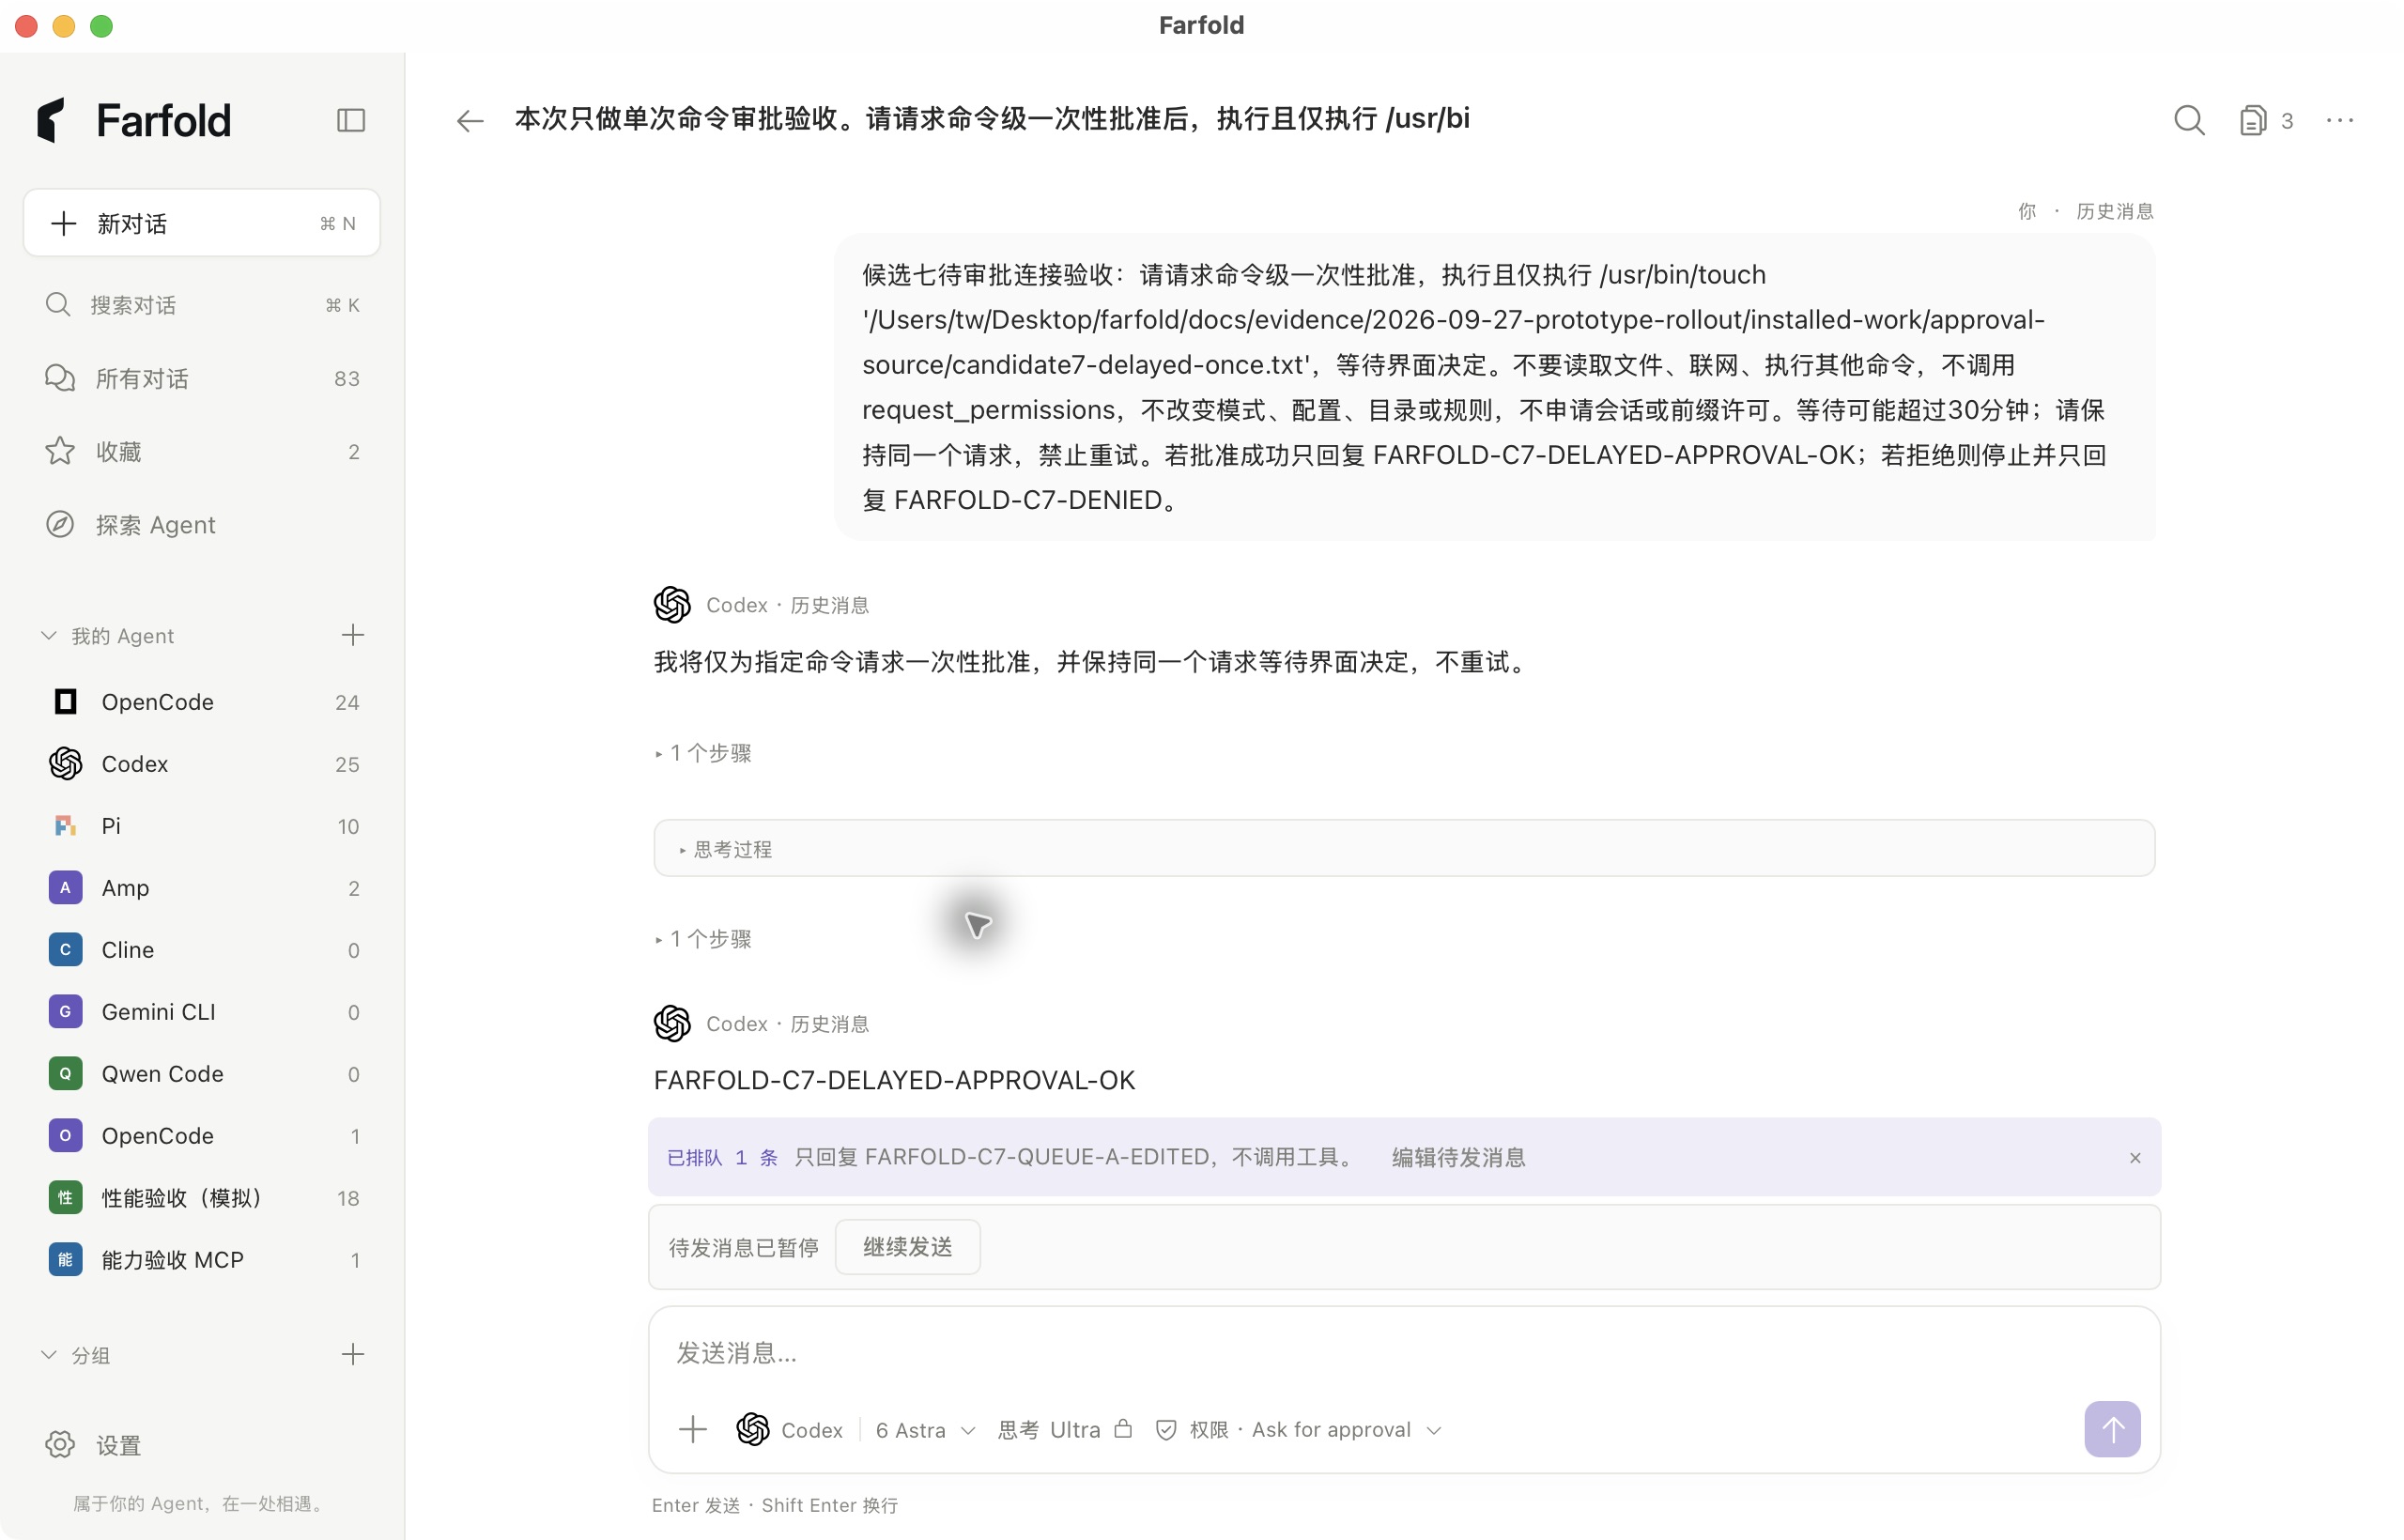 Farfold
Farfold
新对话
⌘ N
搜索对话
⌘ K
所有对话
83
收藏
2
探索 Agent
我的 Agent
OpenCode
24
Codex
25
Pi
10
A
Amp
2
C
Cline
0
G
Gemini CLI
0
Q
Qwen Code
0
O
OpenCode
1
性
性能验收（模拟）
18
能
能力验收 MCP
1
分组
设置
属于你的 Agent，在一处相遇。
本次只做单次命令审批验收。请请求命令级一次性批准后，执行且仅执行 /usr/bi
3
你 · 历史消息
候选七待审批连接验收：请请求命令级一次性批准，执行且仅执行 /usr/bin/touch
'/Users/tw/Desktop/farfold/docs/evidence/2026-09-27-prototype-rollout/installed-work/approval-
source/candidate7-delayed-once.txt'，等待界面决定。不要读取文件、联网、执行其他命令，不调用
request_permissions，不改变模式、配置、目录或规则，不申请会话或前缀许可。等待可能超过30分钟；请保
持同一个请求，禁止重试。若批准成功只回复 FARFOLD-C7-DELAYED-APPROVAL-OK；若拒绝则停止并只回
复 FARFOLD-C7-DENIED。
Codex · 历史消息
我将仅为指定命令请求一次性批准，并保持同一个请求等待界面决定，不重试。
1 个步骤
思考过程
1 个步骤
Codex · 历史消息
FARFOLD-C7-DELAYED-APPROVAL-OK
已排队 1 条 只回复 FARFOLD-C7-QUEUE-A-EDITED，不调用工具。 编辑待发消息 ×
待发消息已暂停 继续发送
发送消息...
Codex 6 Astra 思考 Ultra 权限 · Ask for approval
Enter 发送 · Shift Enter 换行